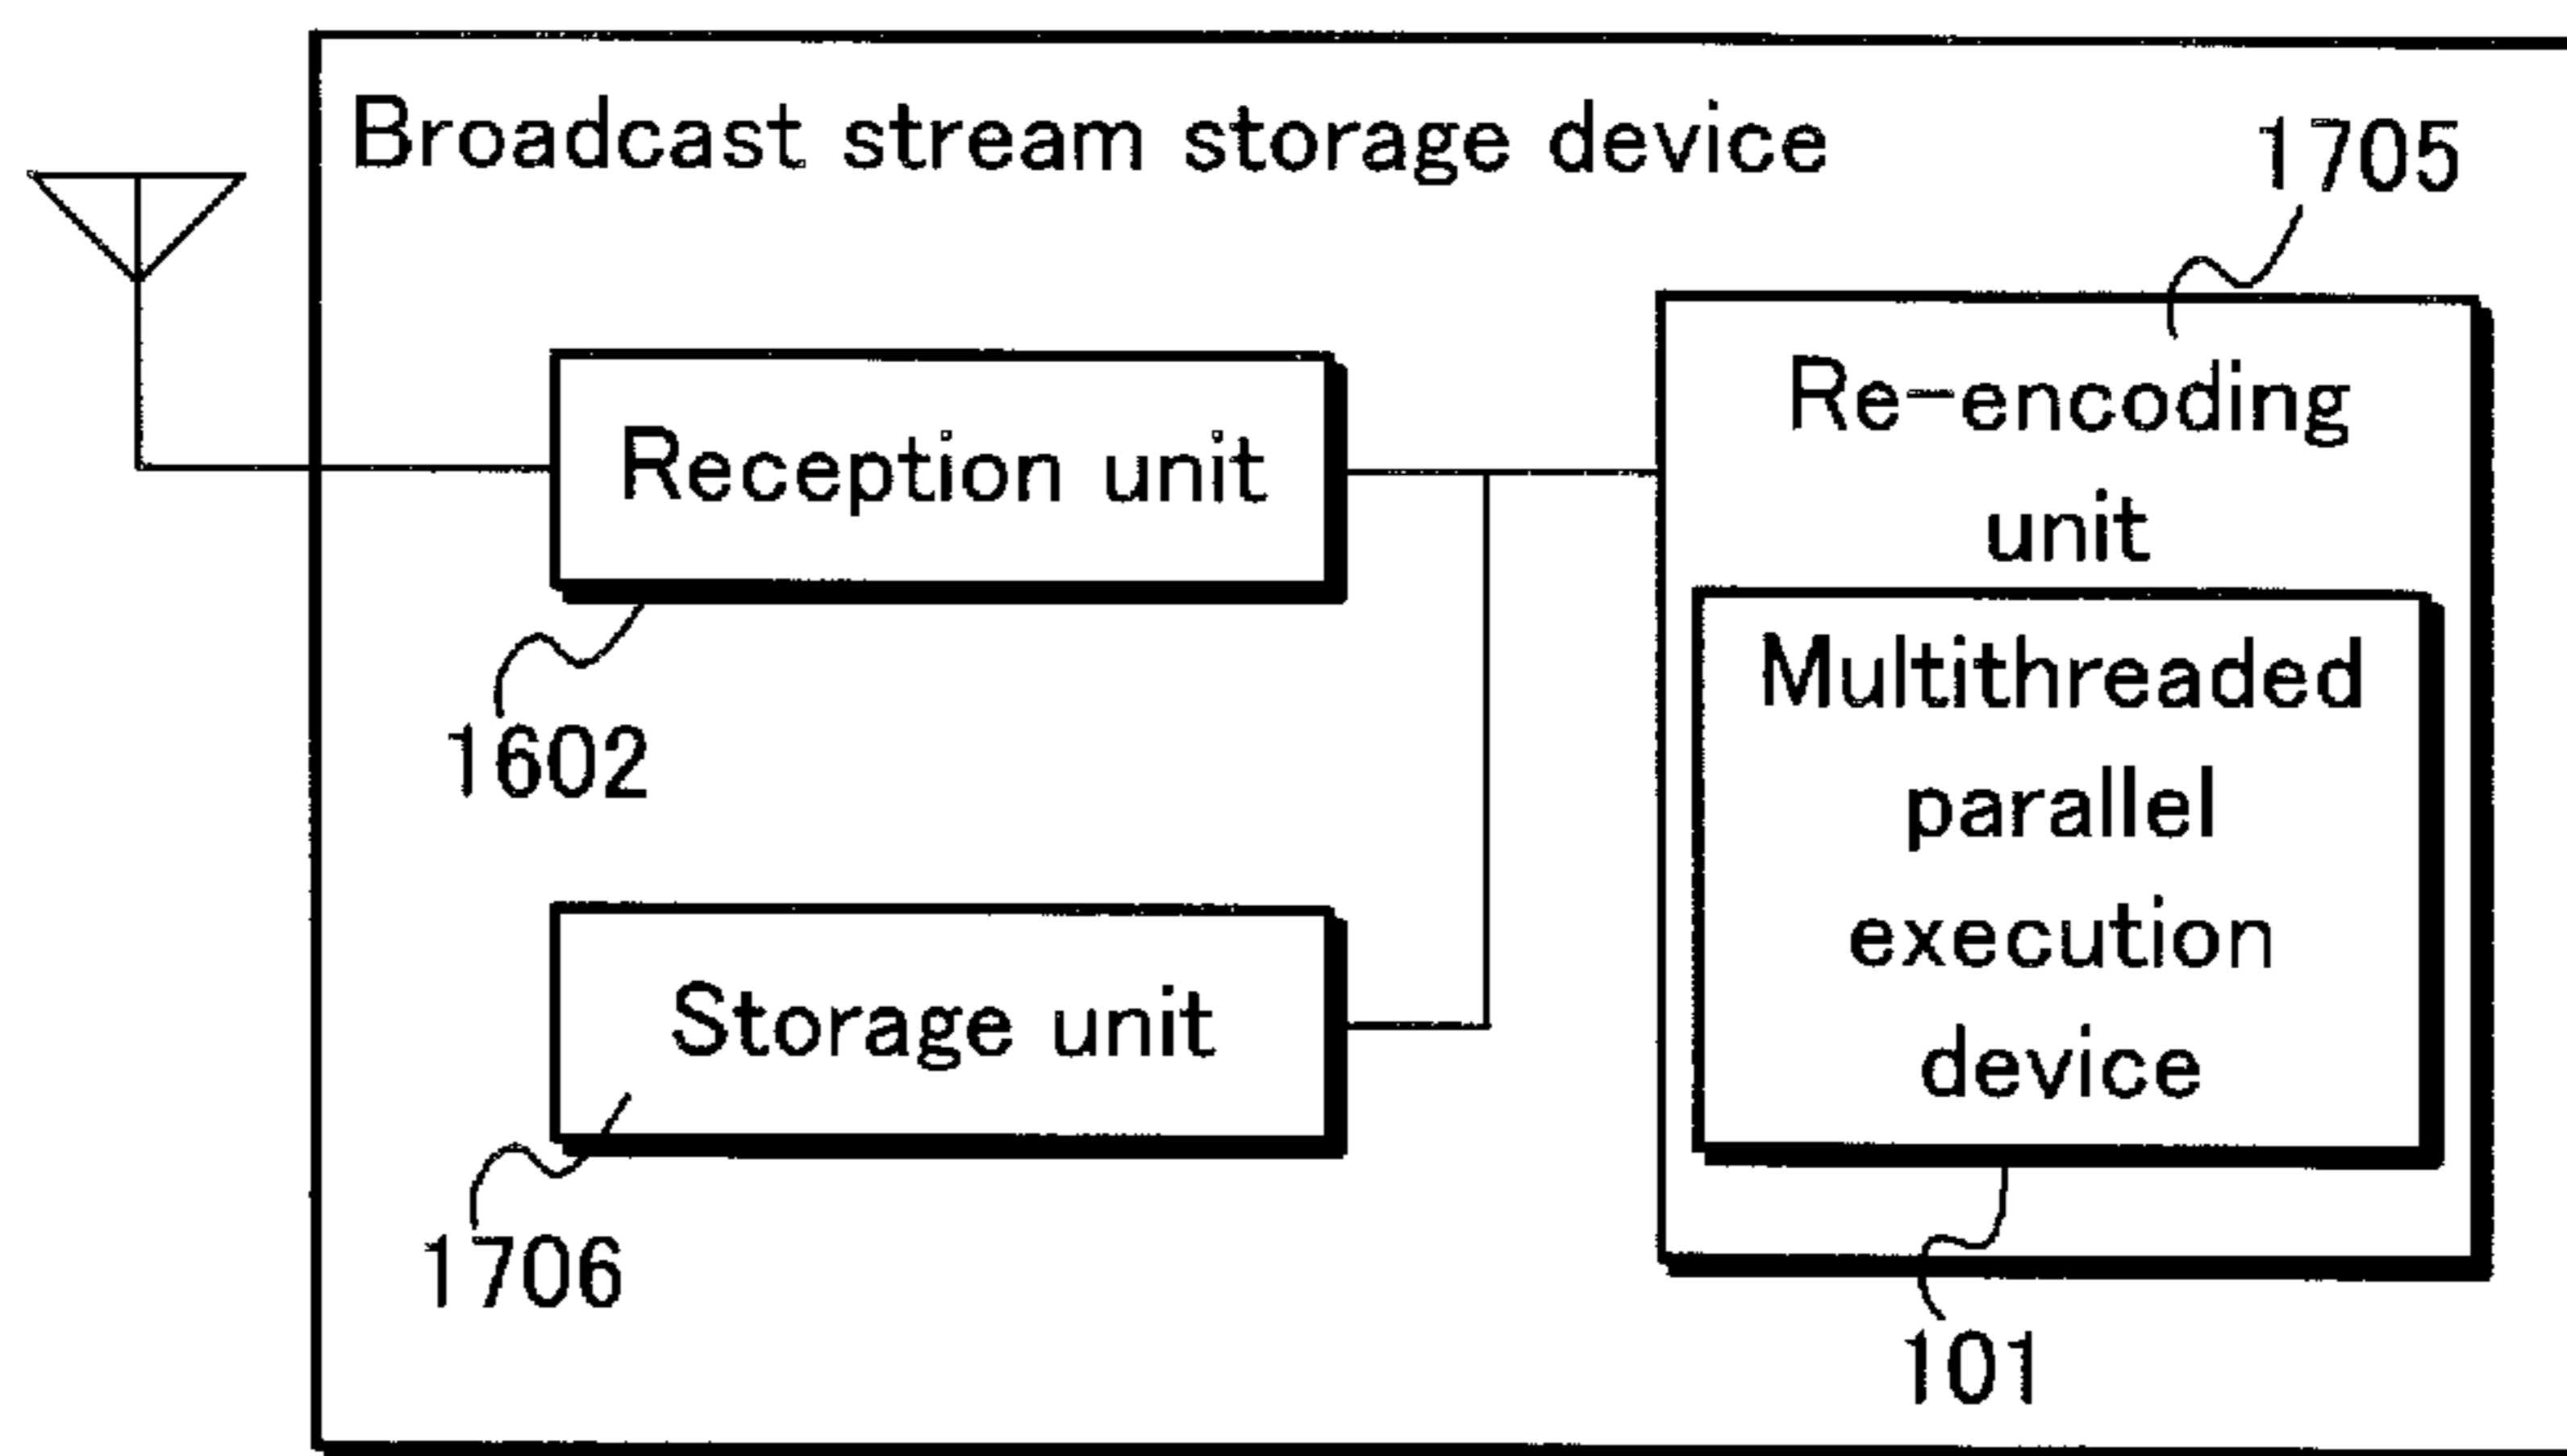 Broadcast stream storage device
1705
Reception unit
1602
Re-encoding
unit
Multithreaded
parallel
execution
device
101
Storage unit
1706